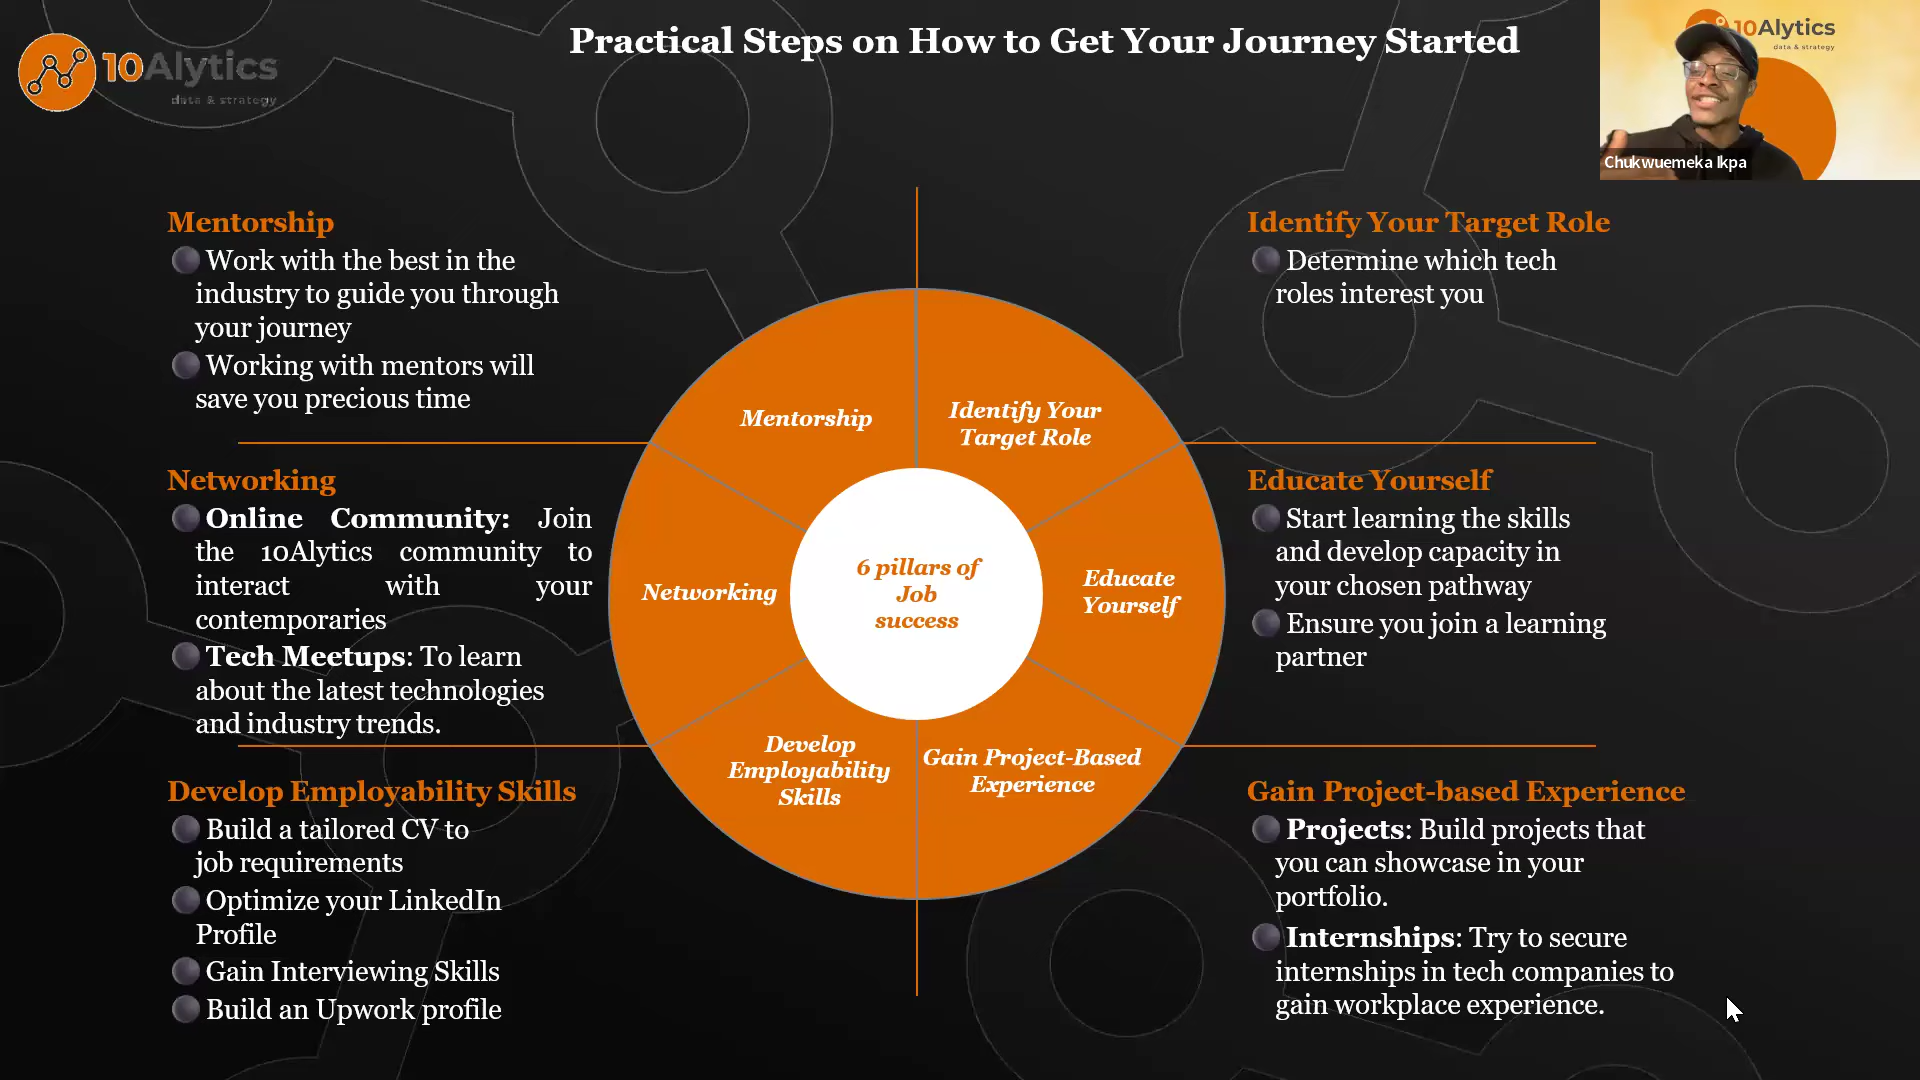 Practical Steps on How to Get Your Journey Started
10Alytics
data & strategy
10Alytics
data & strategy
Chukwuemeka Ikpa
Mentorship
Work with the best in the
industry to guide you through
your journey
Working with mentors will
save you precious time
Networking
Online Community: Join
the 10Alytics community to
interact with your
contemporaries
Tech Meetups: To learn
about the latest technologies
and industry trends.
Develop Employability Skills
Build a tailored CV to
job requirements
Optimize your LinkedIn
Profile
Gain Interviewing Skills
Build an Upwork profile
Mentorship
Identify Your
Target Role
Networking
6 pillars of
Job
success
Educate
Yourself
Develop
Employability
Skills
Gain Project-Based
Experience
Identify Your Target Role
Determine which tech
roles interest you
Educate Yourself
Start learning the skills
and develop capacity in
your chosen pathway
Ensure you join a learning
partner
Gain Project-based Experience
Projects: Build projects that
you can showcase in your
portfolio.
Internships: Try to secure
internships in tech companies to
gain workplace experience.